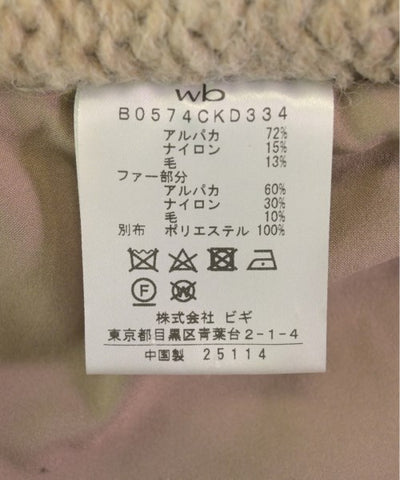 wb
B0574CKD334
アルパカ 72%
ナイロン 15%
毛 13%
ファー部分
アルパカ 60%
ナイロン 30%
毛 10%
別布 ポリエステル 100%
F W
株式会社 ビギ
東京都目黒区青葉台2-1-4
中国製 25114